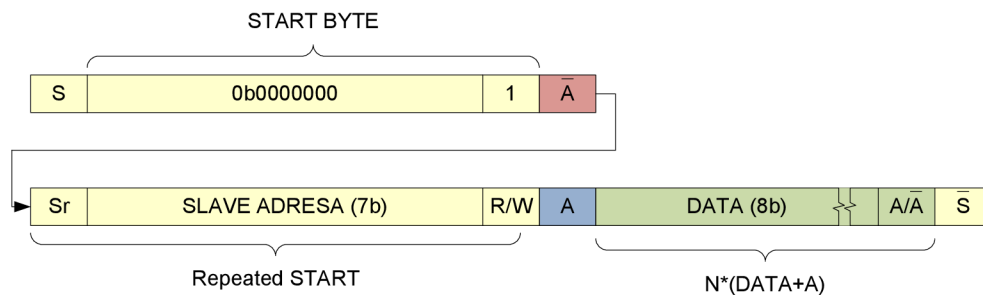 START BYTE
S 0b0000000 1 A̅
Sr SLAVE ADRESA (7b) R/W A DATA (8b) A/A̅ S̅
Repeated START
N*(DATA+A)